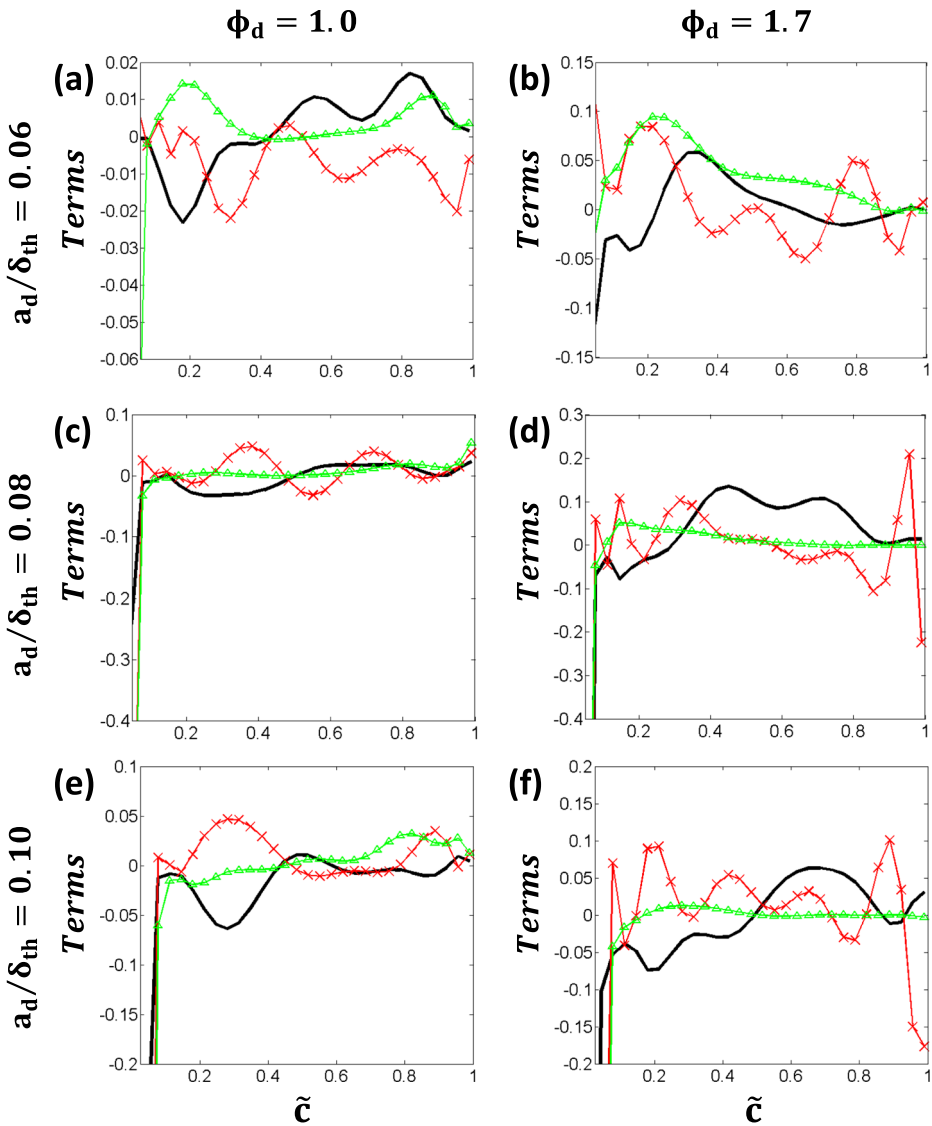 ϕd = 1.0
ϕd = 1.7
ad/δth = 0.06
(a)
Terms
0.02
0.01
0
-0.01
-0.02
-0.03
-0.04
-0.05
-0.06
0.2 0.4 0.6 0.8 1
(b)
Terms
0.15
0.1
0.05
0
-0.05
-0.1
-0.15
0.2 0.4 0.6 0.8 1
ad/δth = 0.08
(c)
Terms
0.1
0
-0.1
-0.2
-0.3
-0.4
0.2 0.4 0.6 0.8 1
(d)
Terms
0.3
0.2
0.1
0
-0.1
-0.2
-0.3
-0.4
0.2 0.4 0.6 0.8 1
ad/δth = 0.10
(e)
Terms
0.1
0.05
0
-0.05
-0.1
-0.15
-0.2
0.2 0.4 0.6 0.8 1
c̃
(f)
Terms
0.2
0.15
0.1
0.05
0
-0.05
-0.1
-0.15
-0.2
0.2 0.4 0.6 0.8 1
c̃